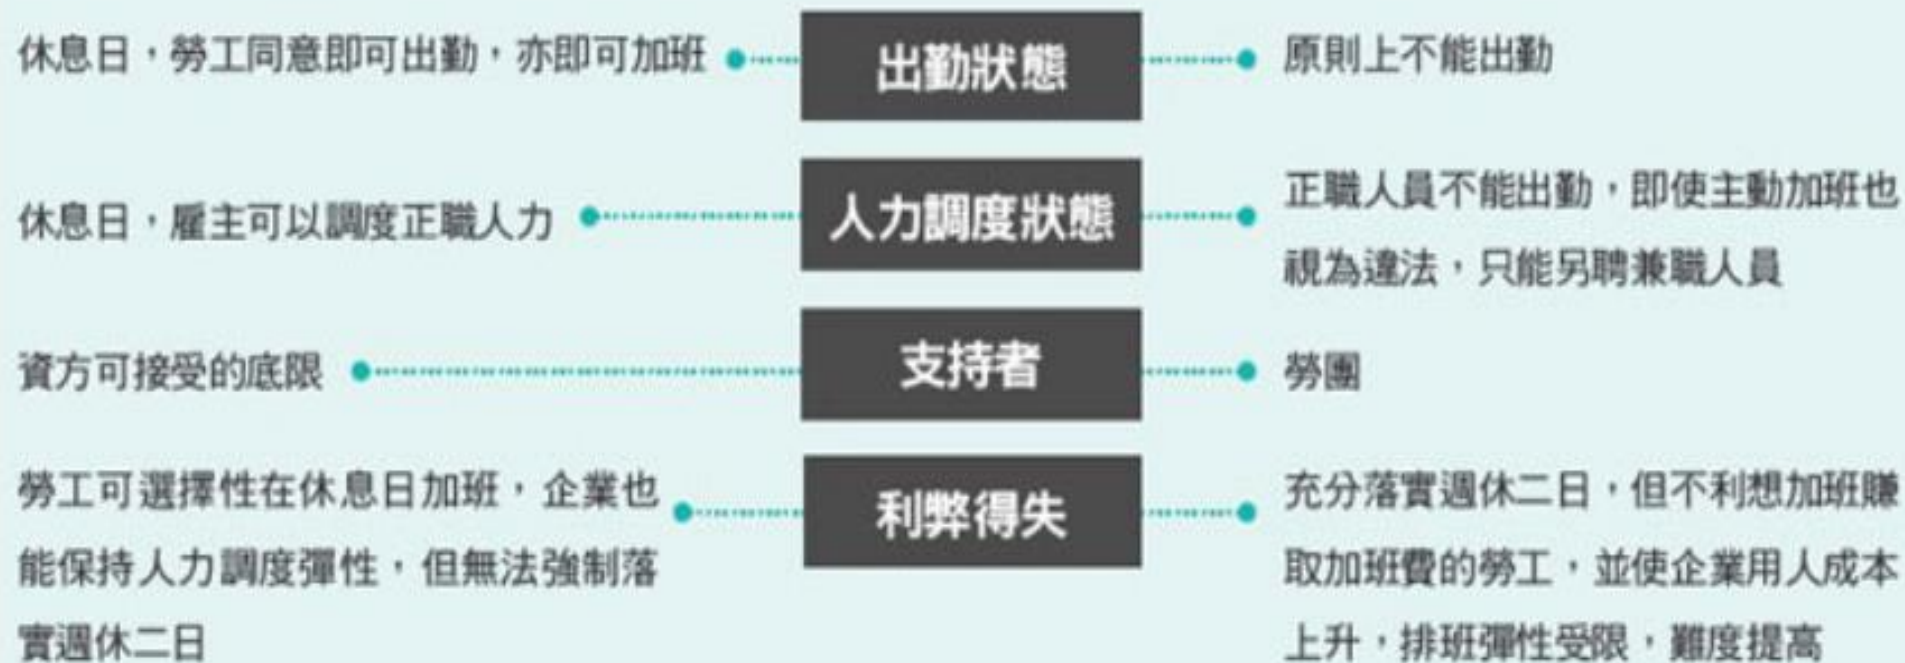 休息日，勞工同意即可出勤，亦即可加班
出勤狀態
原則上不能出勤
休息日，雇主可以調度正職人力
人力調度狀態
正職人員不能出勤，即使主動加班也
視為違法，只能另聘兼職人員
資方可接受的底限
支持者
勞團
勞工可選擇性在休息日加班，企業也
能保持人力調度彈性，但無法強制落
實週休二日
利弊得失
充分落實週休二日，但不利想加班賺
取加班費的勞工，並使企業用人成本
上升，排班彈性受限，難度提高